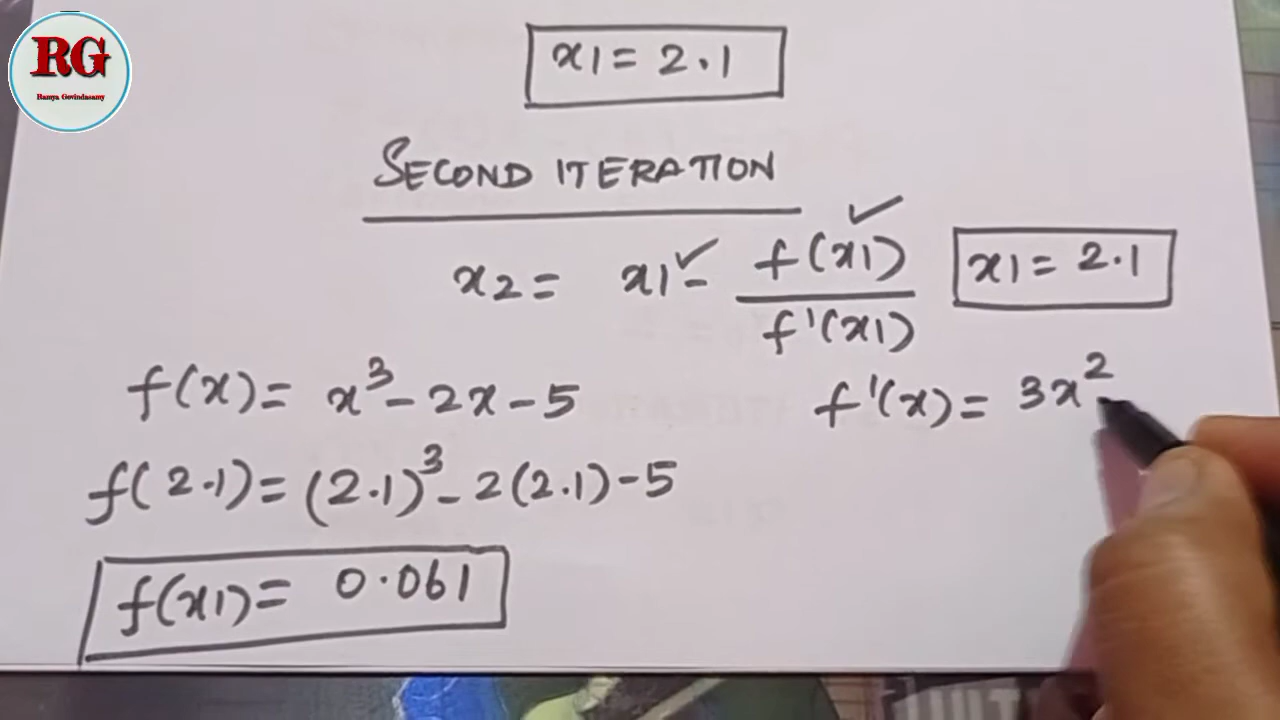 RG
Ramya Govindasamy
x1 = 2.1
SECOND ITERATION
x2 = x1 - f(x1) / f'(x1)
x1 = 2.1
f(x) = x³ - 2x - 5
f'(x) = 3x²
f(2.1) = (2.1)³ - 2(2.1) - 5
f(x1) = 0.061